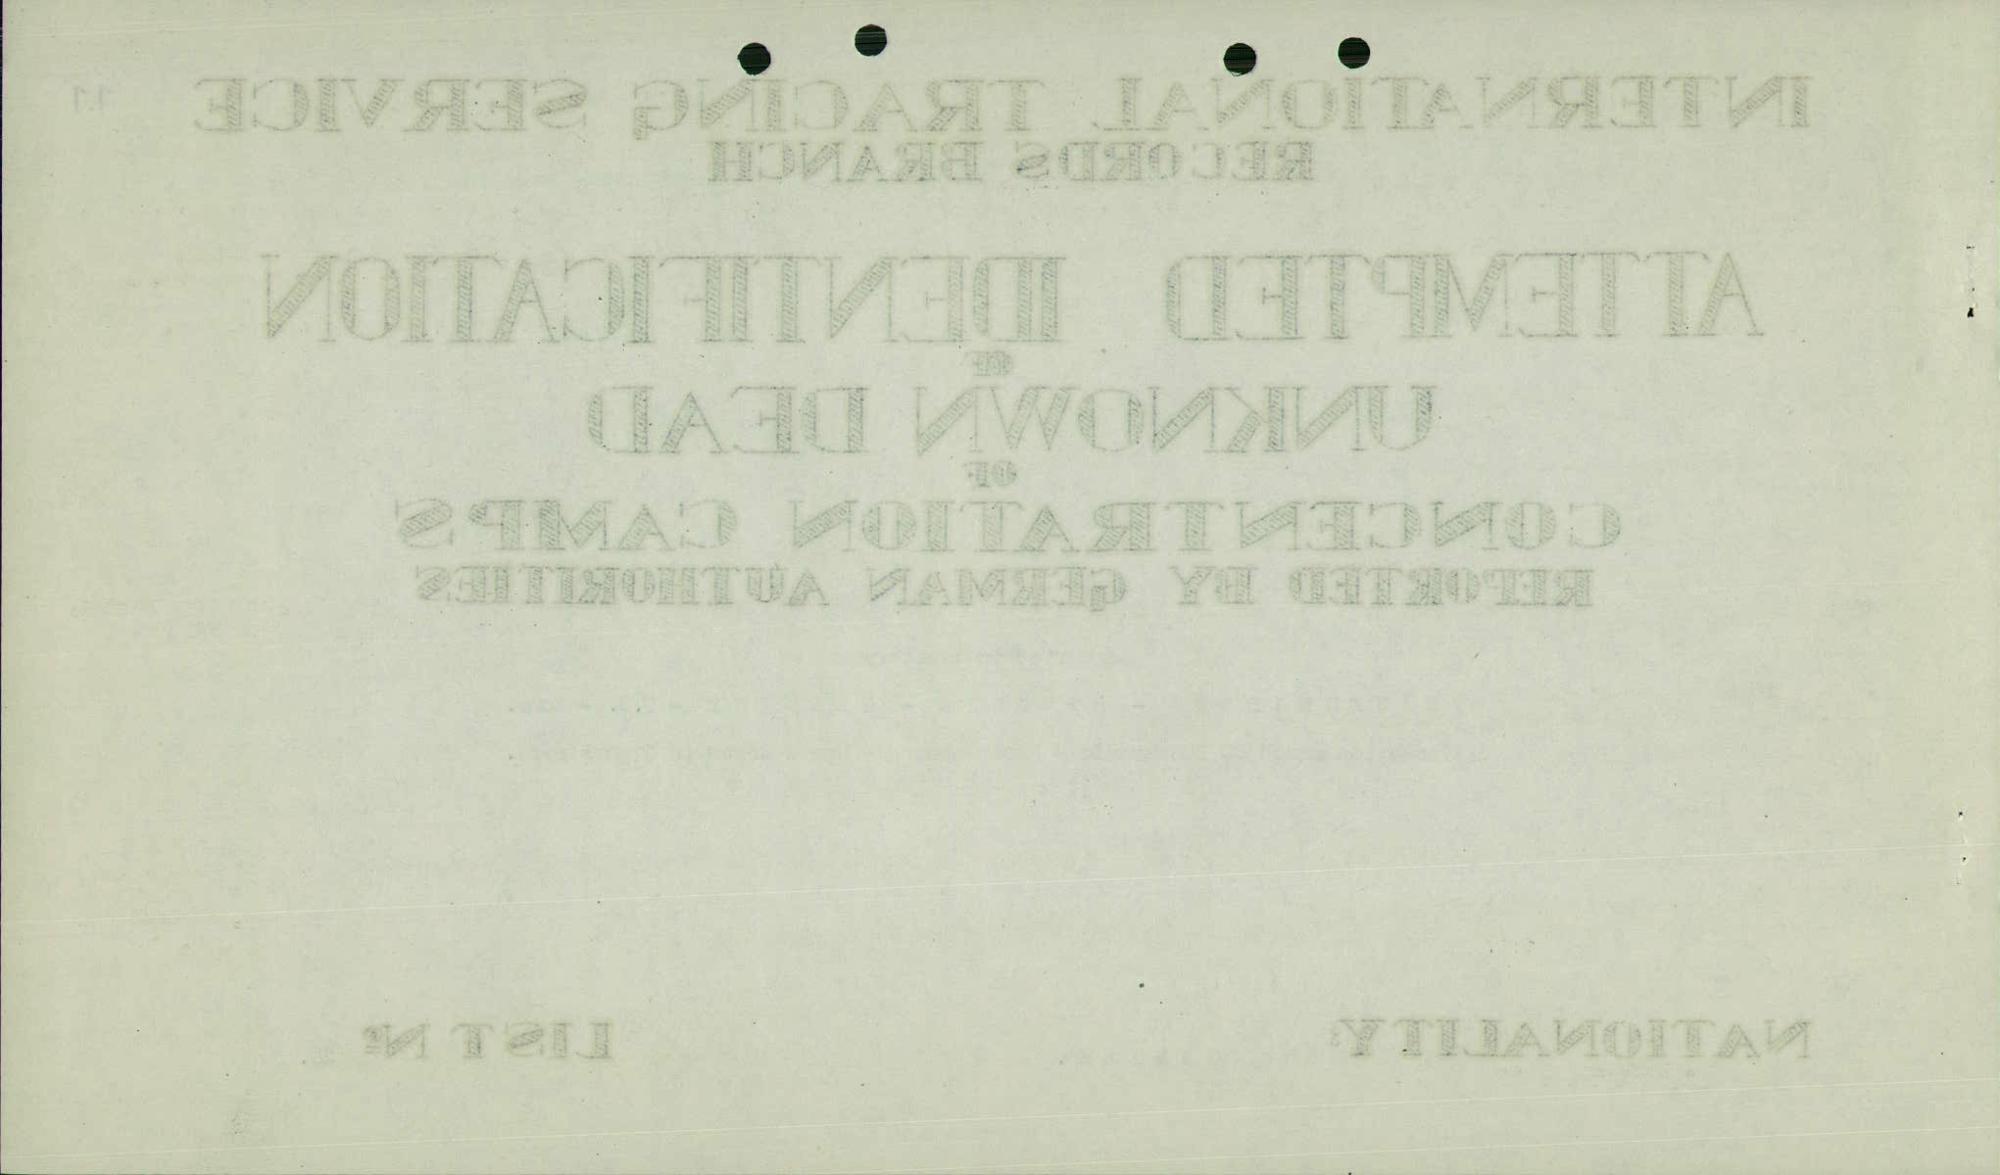 11
INTERNATIONAL TRACING SERVICE
RECORDS BRANCH
ATTEMPTED IDENTIFICATION
OF
UNKNOWN DEAD
OF
CONCENTRATION CAMPS
REPORTED BY GERMAN AUTHORITIES
NATIONALITY: LIST Nº